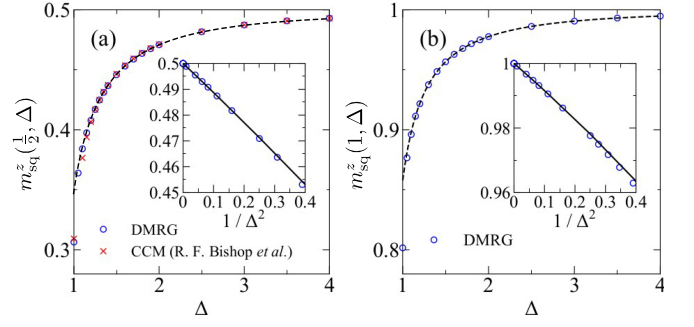 (a)
m^z_sq(1/2, Δ)
0.5
0.4
0.3
0.5
0.49
0.48
0.47
0.46
0.45
0 0.1 0.2 0.3 0.4
1 / Δ²
DMRG
CCM (R. F. Bishop et al.)
1 2 3 4
Δ
(b)
m^z_sq(1, Δ)
1
0.9
0.8
1
0.98
0.96
0 0.1 0.2 0.3 0.4
1 / Δ²
DMRG
1 2 3 4
Δ